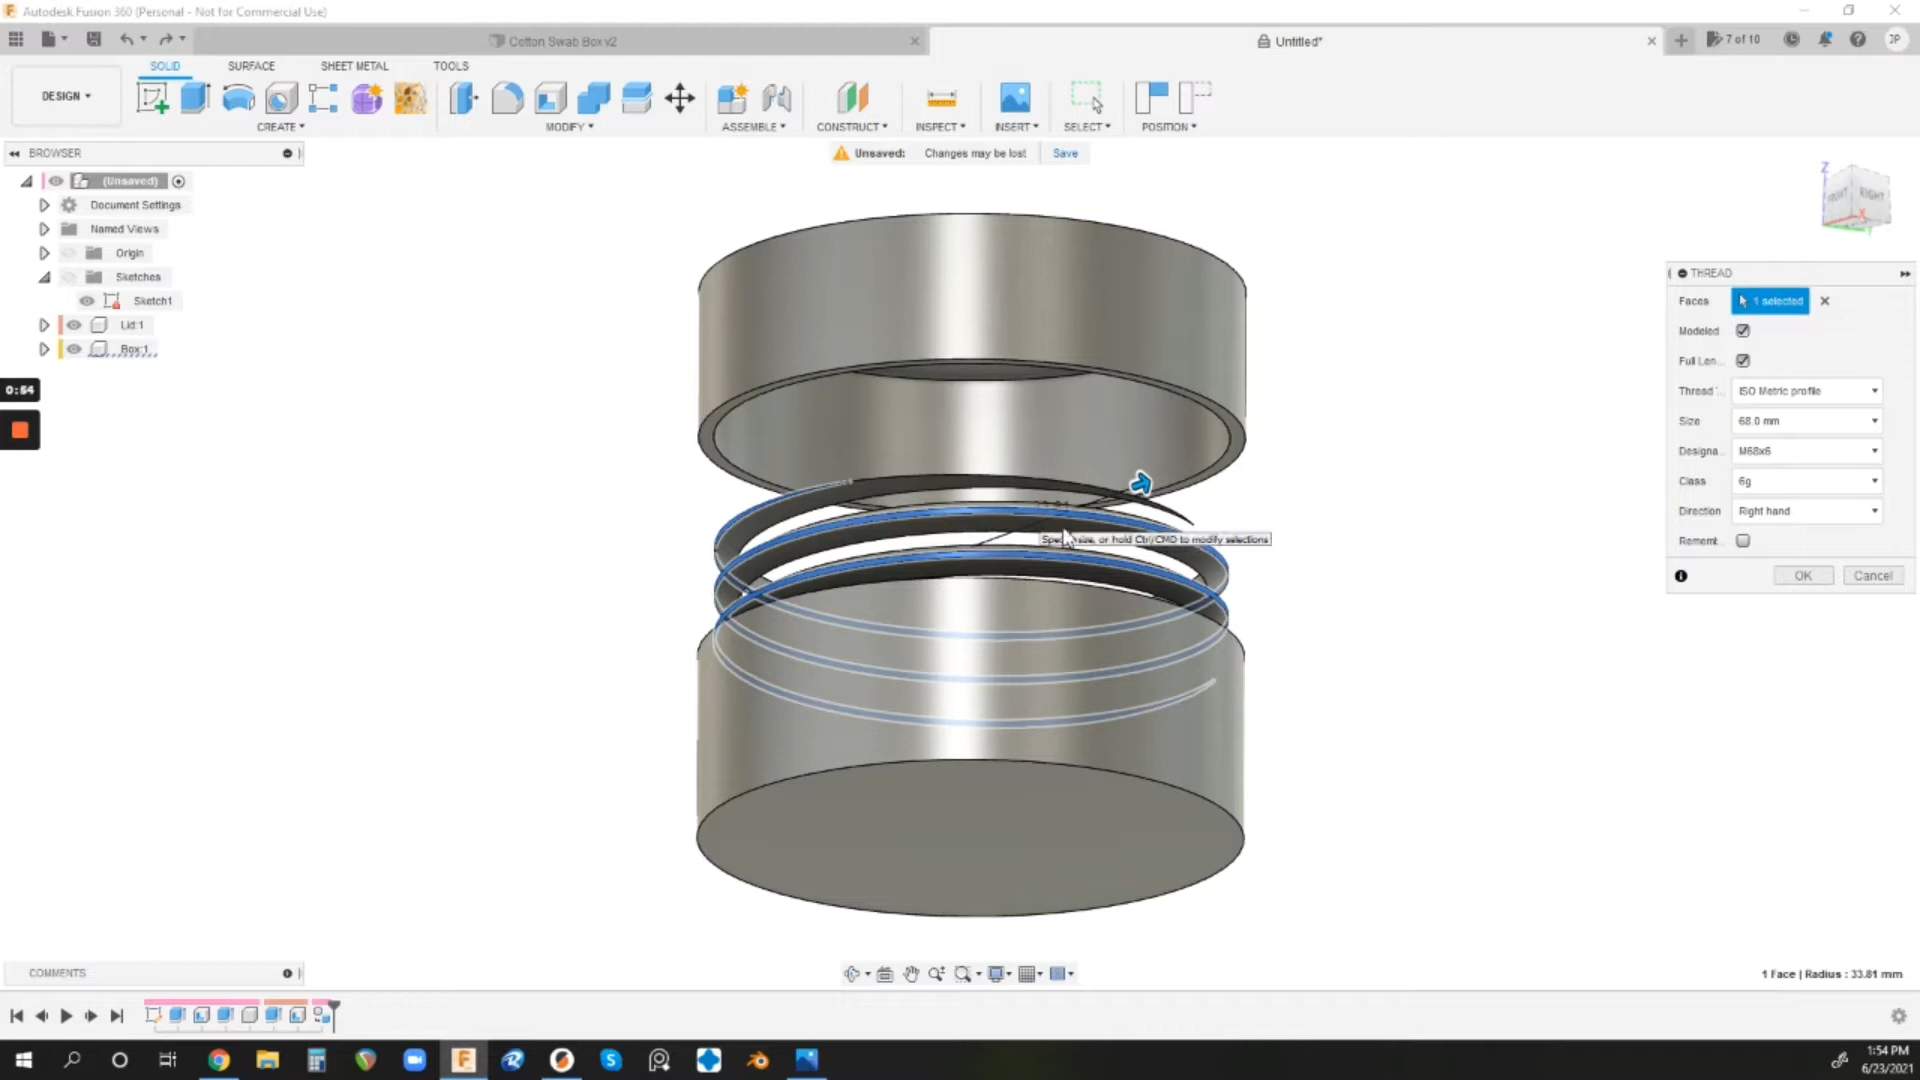 Autodesk Fusion 360 (Personal - Not for Commercial Use)
Cotton Swab Box v2
Untitled*
7 of 10
JP
SOLID
SURFACE
SHEET METAL
TOOLS
DESIGN
CREATE
MODIFY
ASSEMBLE
CONSTRUCT
INSPECT
INSERT
SELECT
POSITION
BROWSER
Unsaved: Changes may be lost Save
(Unsaved)
Document Settings
Named Views
Origin
Sketches
Sketch1
Lid:1
Box:1
0:54
Z
FRONT
RIGHT
X
THREAD
Faces 1 selected
Modeled
Full Len...
Thread ... ISO Metric profile
Size 68.0 mm
Designa... M68x6
Class 6g
Direction Right hand
Rememb...
OK Cancel
size, or hold Ctrl/CMD to modify selections
COMMENTS
1 Face | Radius : 33.81 mm
1:54 PM
6/23/2021